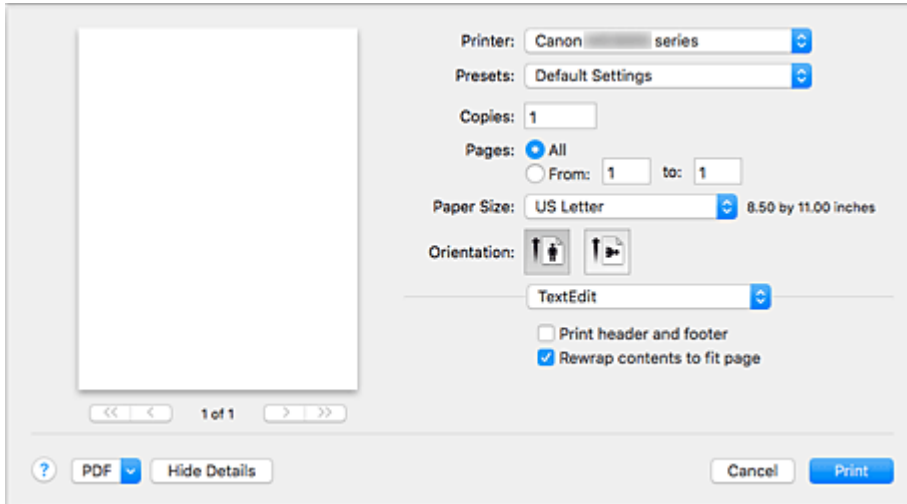 Printer: Canon series
Presets: Default Settings
Copies: 1
Pages: All
From: 1 to: 1
Paper Size: US Letter 8.50 by 11.00 inches
Orientation:
TextEdit
Print header and footer
Rewrap contents to fit page
<< < 1 of 1 > >>
? PDF Hide Details Cancel Print